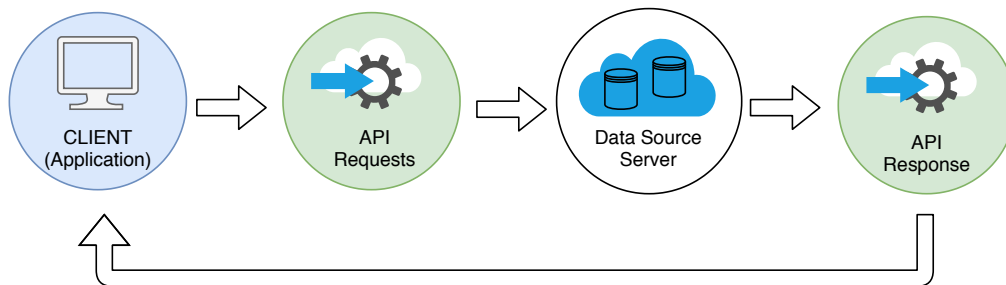 CLIENT
(Application)
API
Requests
Data Source
Server
API
Response